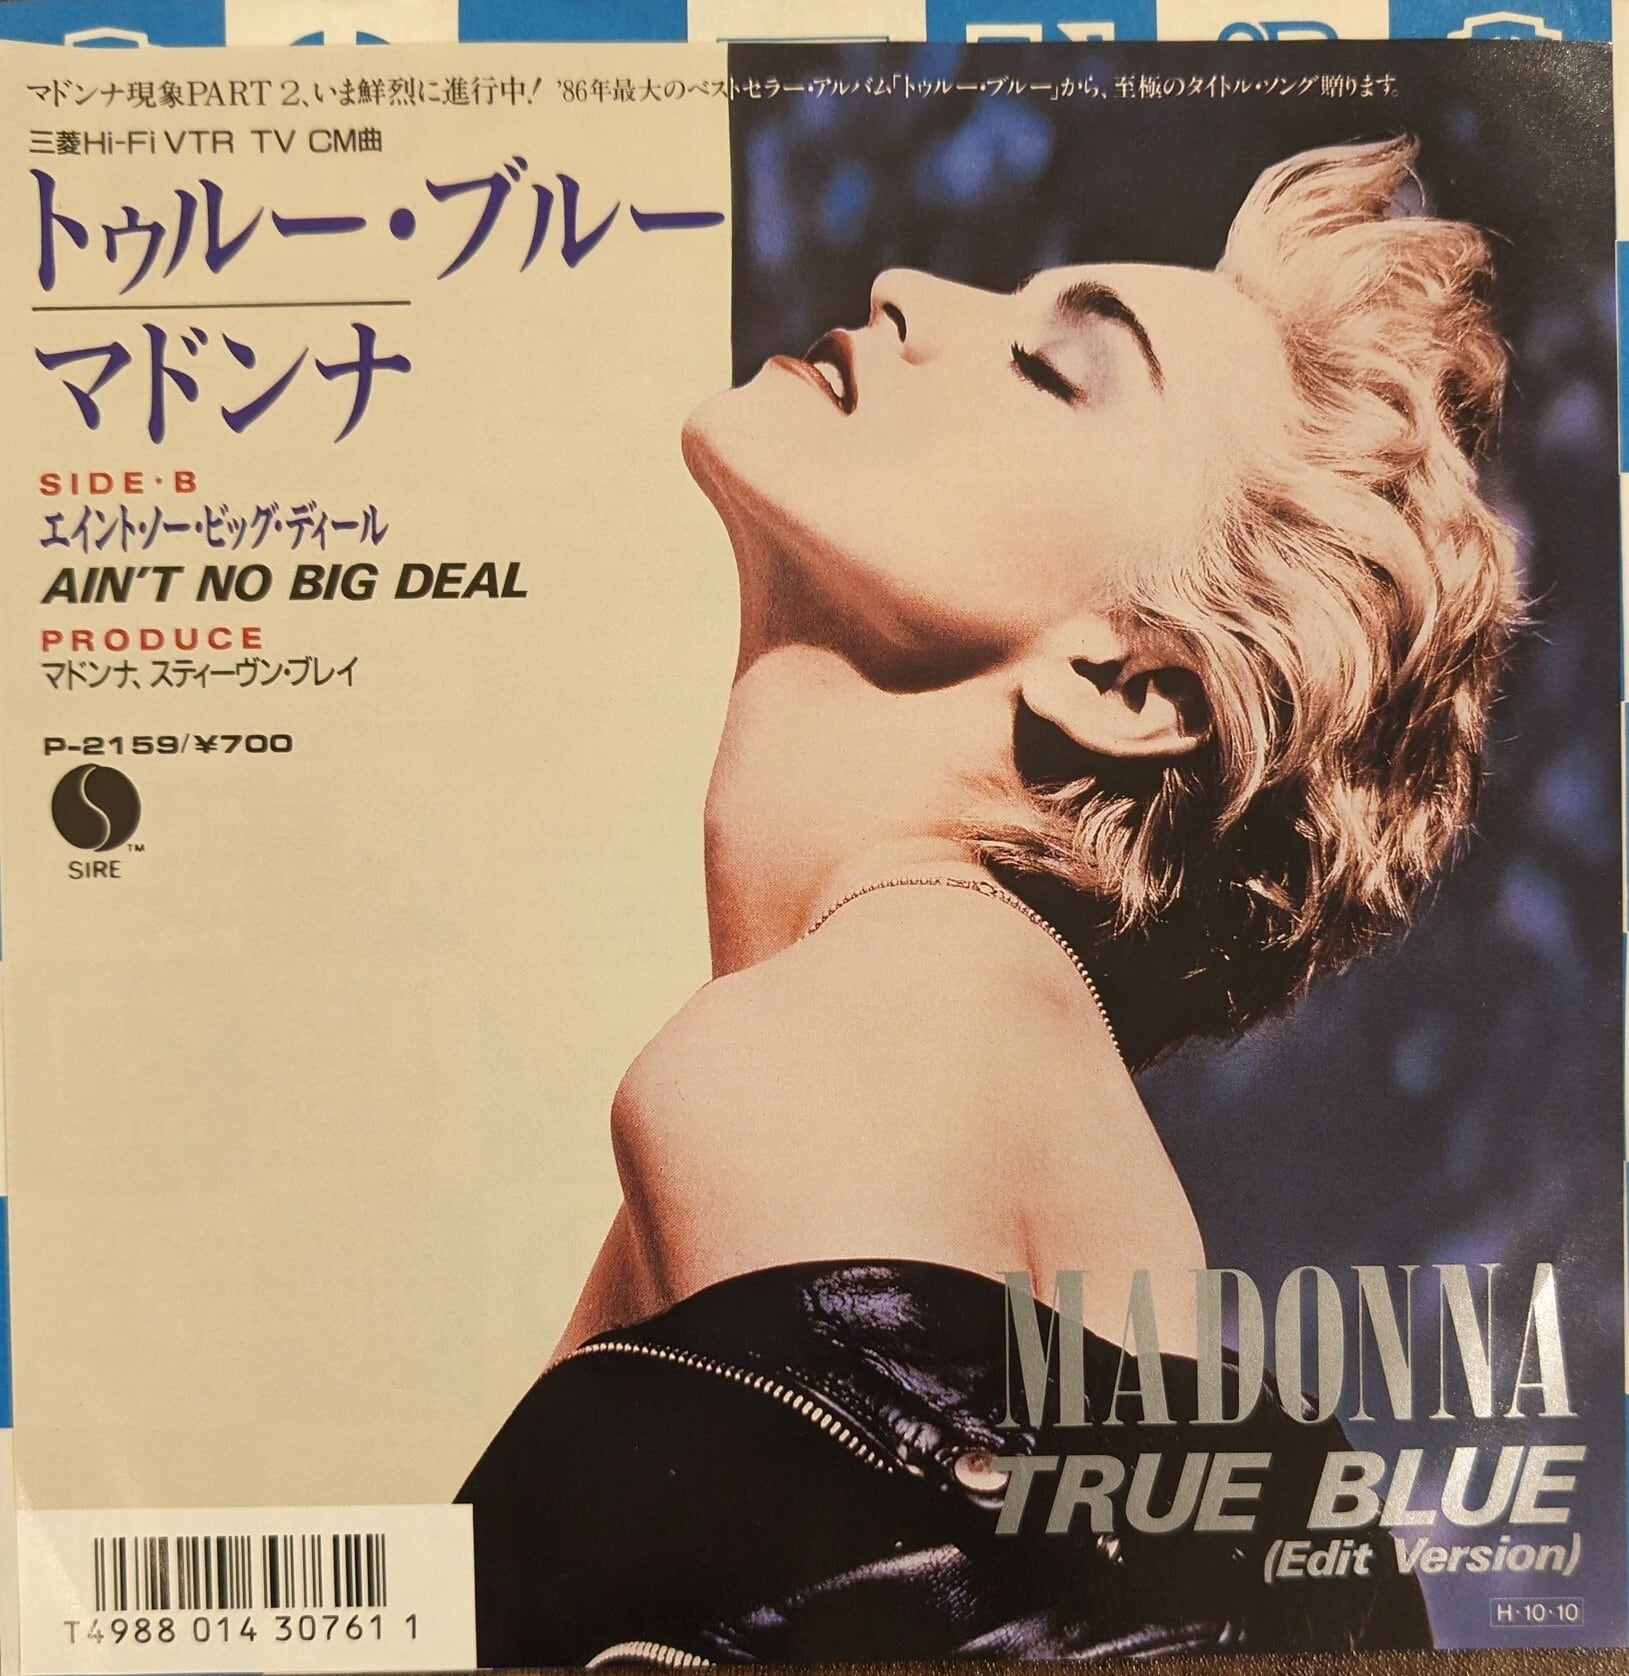 マドンナ現象PART 2、いま鮮烈に進行中! '86年最大のベストセラー・アルバム「トゥルー・ブルー」から、至極のタイトル・ソング贈ります。
三菱Hi-Fi VTR TV CM曲
トゥルー・ブルー
マドンナ
SIDE・B
エイント・ノー・ビッグ・ディール
AIN'T NO BIG DEAL
PRODUCE
マドンナ、スティーヴン・ブレイ
P-2159/¥700
SIRE TM
MADONNA
TRUE BLUE
(Edit Version)
H・10・10
T4988 014 30761 1